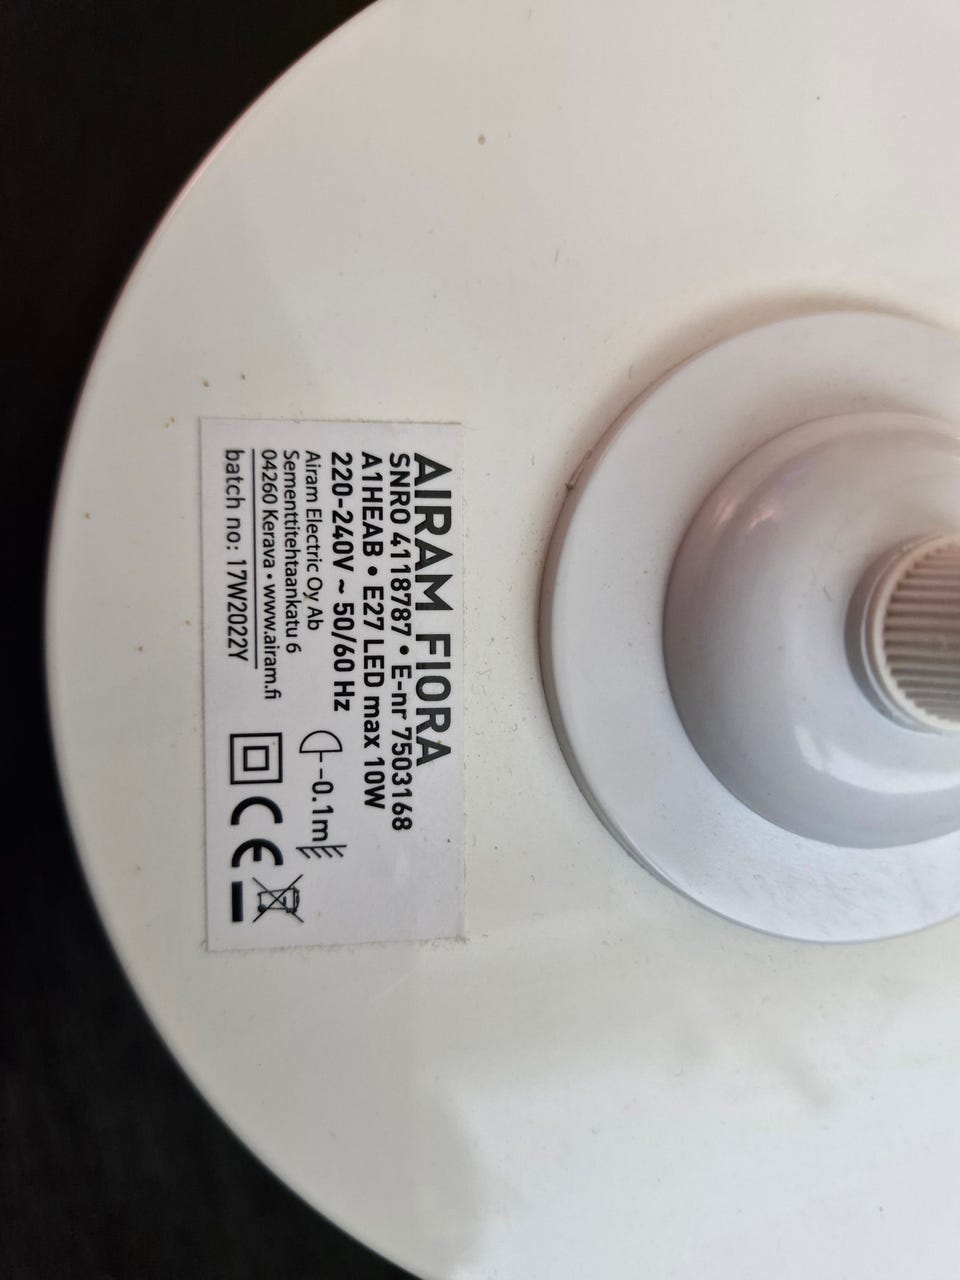 AIRAM FIORA
SNRO 4118787 • E-nr 7503168
A1HEAB • E27 LED max 10W
220-240V ~ 50/60 Hz
0.1m
Airam Electric Oy Ab
Sementtitehtaankatu 6
04260 Kerava • www.airam.fi
batch no: 17W2022Y
CE